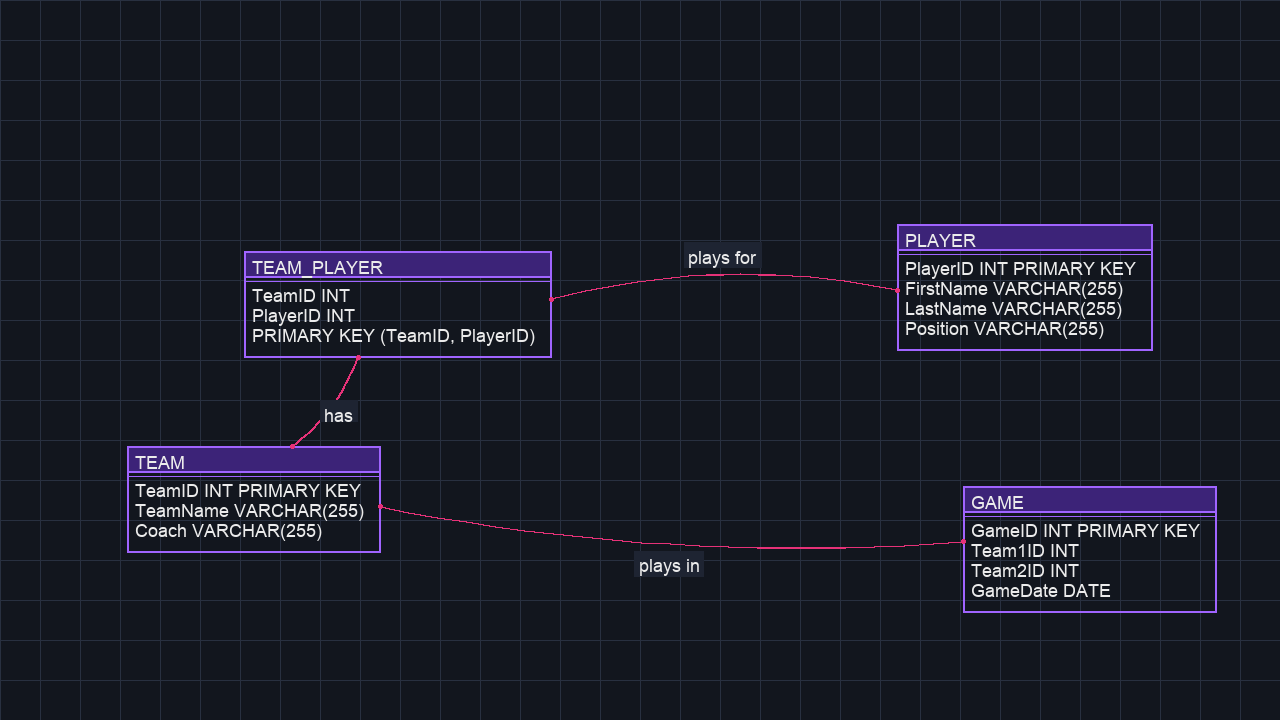 PLAYER
PlayerID INT PRIMARY KEY
FirstName VARCHAR(255)
LastName VARCHAR(255)
Position VARCHAR(255)
plays for
TEAM_PLAYER
TeamID INT
PlayerID INT
PRIMARY KEY (TeamID, PlayerID)
has
TEAM
TeamID INT PRIMARY KEY
TeamName VARCHAR(255)
Coach VARCHAR(255)
plays in
GAME
GameID INT PRIMARY KEY
Team1ID INT
Team2ID INT
GameDate DATE